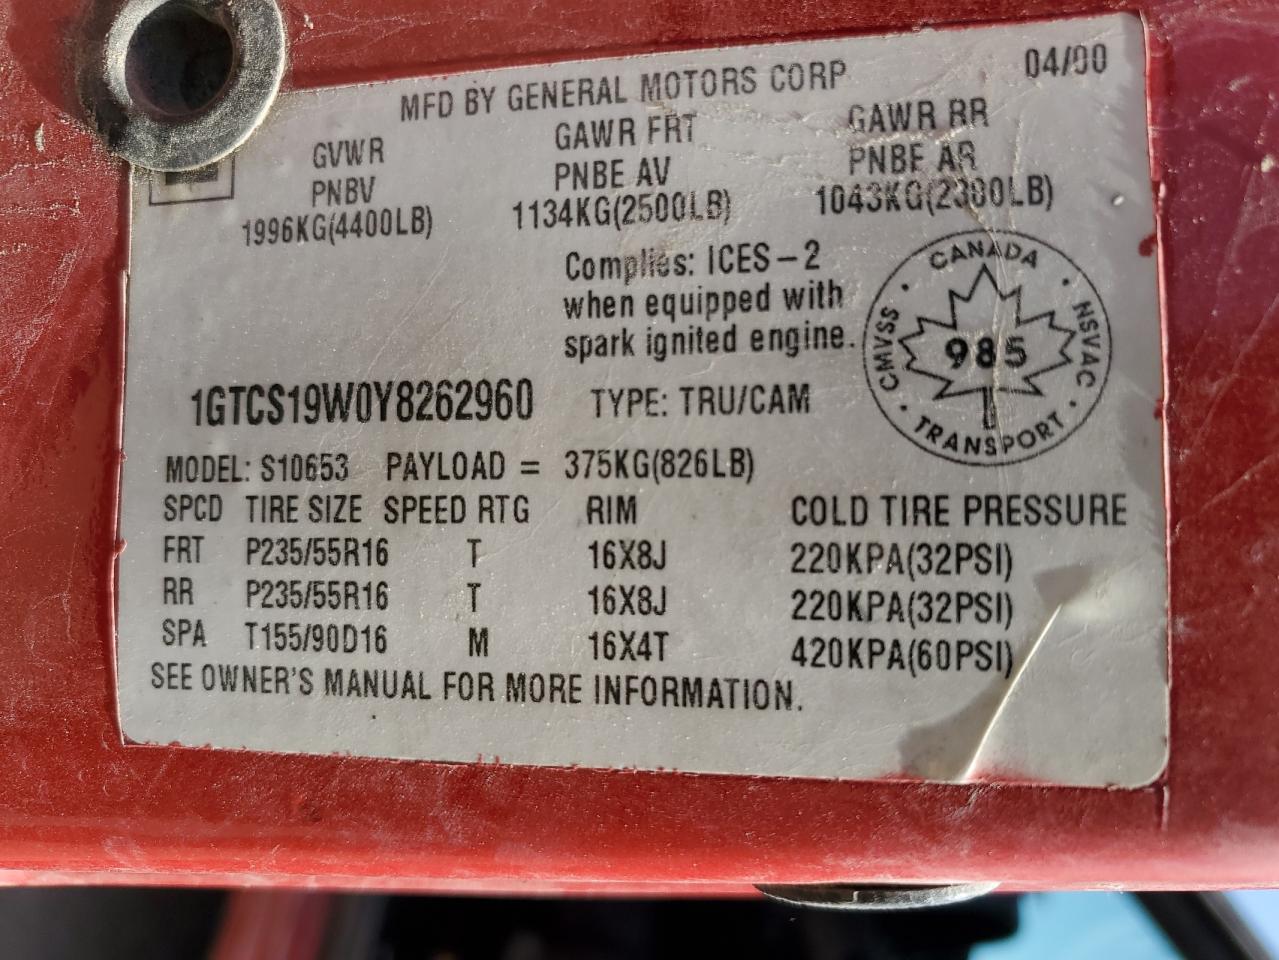 MFD BY GENERAL MOTORS CORP 04/00
GVWR GAWR FRT GAWR RR
PNBV PNBE AV PNBE AR
1996KG(4400LB) 1134KG(2500LB) 1043KG(2300LB)
Complies: ICES-2
when equipped with
spark ignited engine.
CANADA
CMVSS 985 NSVAC
TRANSPORT
1GTCS19W0Y8262960 TYPE: TRU/CAM
MODEL: S10653 PAYLOAD = 375KG(826LB)
SPCD TIRE SIZE SPEED RTG RIM COLD TIRE PRESSURE
FRT P235/55R16 T 16X8J 220KPA(32PSI)
RR P235/55R16 T 16X8J 220KPA(32PSI)
SPA T155/90D16 M 16X4T 420KPA(60PSI)
SEE OWNER'S MANUAL FOR MORE INFORMATION.